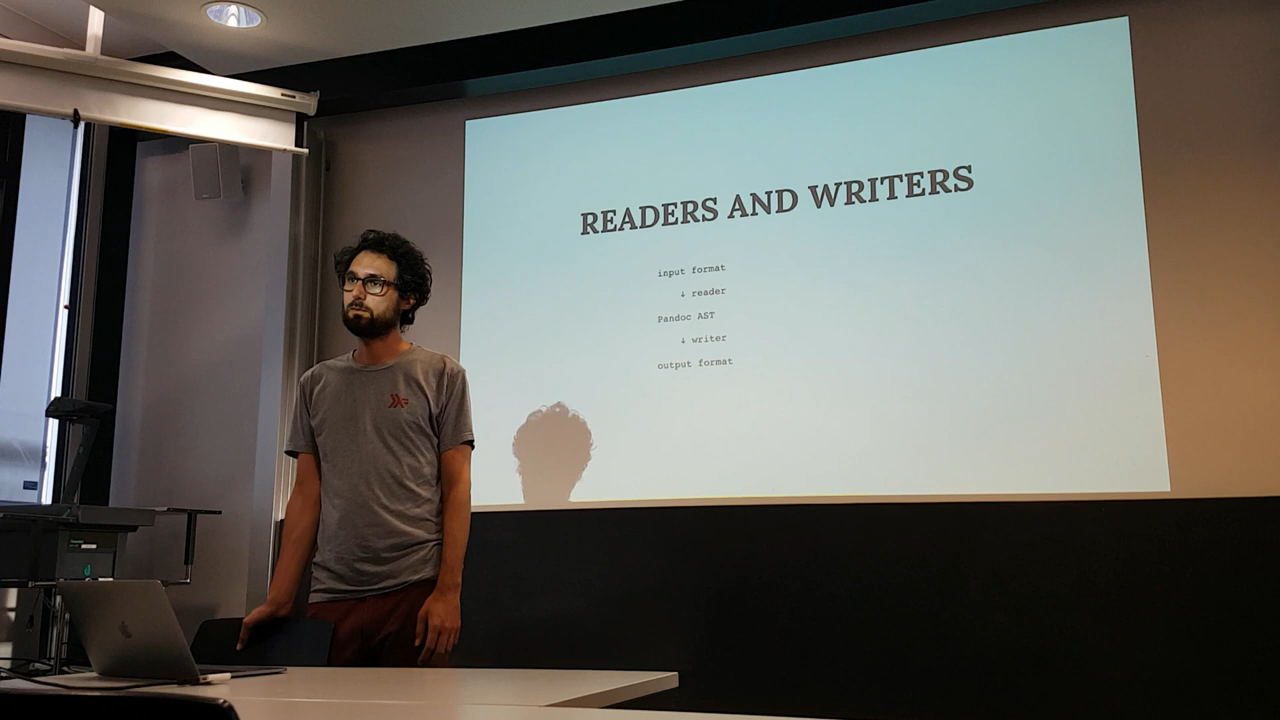 READERS AND WRITERS
input format
↓ reader
Pandoc AST
↓ writer
output format